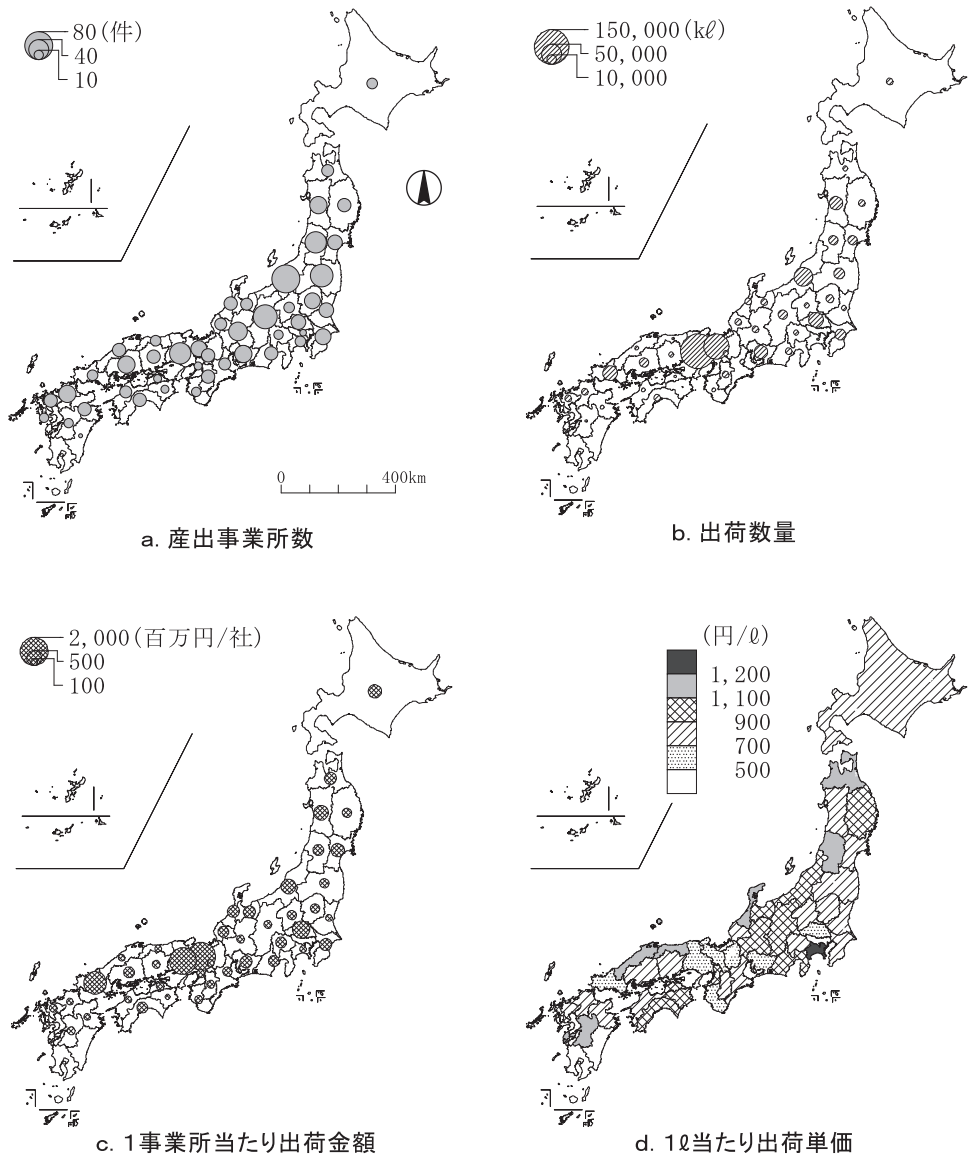 80(件)
40
10
0 400km
a. 産出事業所数
150,000(kℓ)
50,000
10,000
b. 出荷数量
2,000(百万円/社)
500
100
c. 1事業所当たり出荷金額
(円/ℓ)
1,200
1,100
900
700
500
d. 1ℓ当たり出荷単価